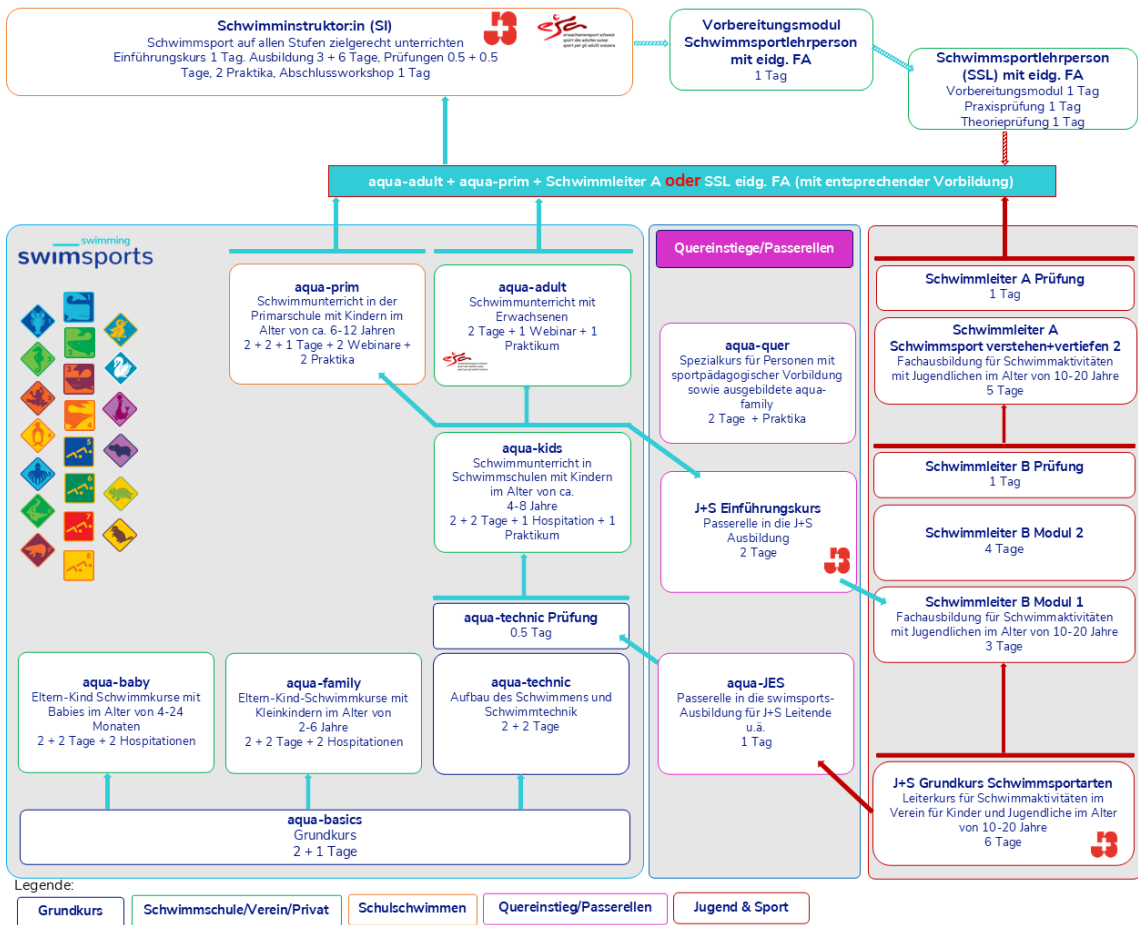 Schwimminstruktor:in (SI)
Schwimmsport auf allen Stufen zielgerecht unterrichten
Einführungskurs 1 Tag. Ausbildung 3 + 6 Tage, Prüfungen 0.5 + 0.5
Tage, 2 Praktika, Abschlussworkshop 1 Tag
Vorbereitungsmodul
Schwimmsportlehrperson
mit eidg. FA
1 Tag
Schwimmsportlehrperson
(SSL) mit eidg. FA
Vorbereitungsmodul 1 Tag
Praxisprüfung 1 Tag
Theorieprüfung 1 Tag
aqua-adult + aqua-prim + Schwimmleiter A oder SSL eidg. FA (mit entsprechender Vorbildung)
swimming
swimsports
aqua-prim
Schwimmunterricht in der
Primarschule mit Kindern im
Alter von ca. 6-12 Jahren
2 + 2 + 1 Tage + 2 Webinare +
2 Praktika
aqua-adult
Schwimmunterricht mit
Erwachsenen
2 Tage + 1 Webinar + 1
Praktikum
aqua-kids
Schwimmunterricht in
Schwimmschulen mit Kindern
im Alter von ca.
4-8 Jahre
2 + 2 Tage + 1 Hospitation + 1
Praktikum
aqua-technic Prüfung
0.5 Tag
aqua-baby
Eltern-Kind Schwimmkurse mit
Babies im Alter von 4-24
Monaten
2 + 2 Tage + 2 Hospitationen
aqua-family
Eltern-Kind-Schwimmkurse mit
Kleinkindern im Alter von
2-6 Jahre
2 + 2 Tage + 2 Hospitationen
aqua-technic
Aufbau des Schwimmens und
Schwimmtechnik
2 + 2 Tage
aqua-basics
Grundkurs
2 + 1 Tage
Quereinstiege/Passerellen
aqua-quer
Spezialkurs für Personen mit
sportpädagogischer Vorbildung
sowie ausgebildete aqua-
family
2 Tage + Praktika
J+S Einführungskurs
Passerelle in die J+S
Ausbildung
2 Tage
aqua-JES
Passerelle in die swimsports-
Ausbildung für J+S Leitende
u.ä.
1 Tag
Schwimmleiter A Prüfung
1 Tag
Schwimmleiter A
Schwimmsport verstehen+vertiefen 2
Fachausbildung für Schwimmaktivitäten
mit Jugendlichen im Alter von 10-20 Jahre
5 Tage
Schwimmleiter B Prüfung
1 Tag
Schwimmleiter B Modul 2
4 Tage
Schwimmleiter B Modul 1
Fachausbildung für Schwimmaktivitäten
mit Jugendlichen im Alter von 10-20 Jahre
3 Tage
J+S Grundkurs Schwimmsportarten
Leiterkurs für Schwimmaktivitäten im
Verein für Kinder und Jugendliche im Alter
von 10-20 Jahre
6 Tage
Legende:
Grundkurs
Schwimmschule/Verein/Privat
Schulschwimmen
Quereinstieg/Passerellen
Jugend & Sport